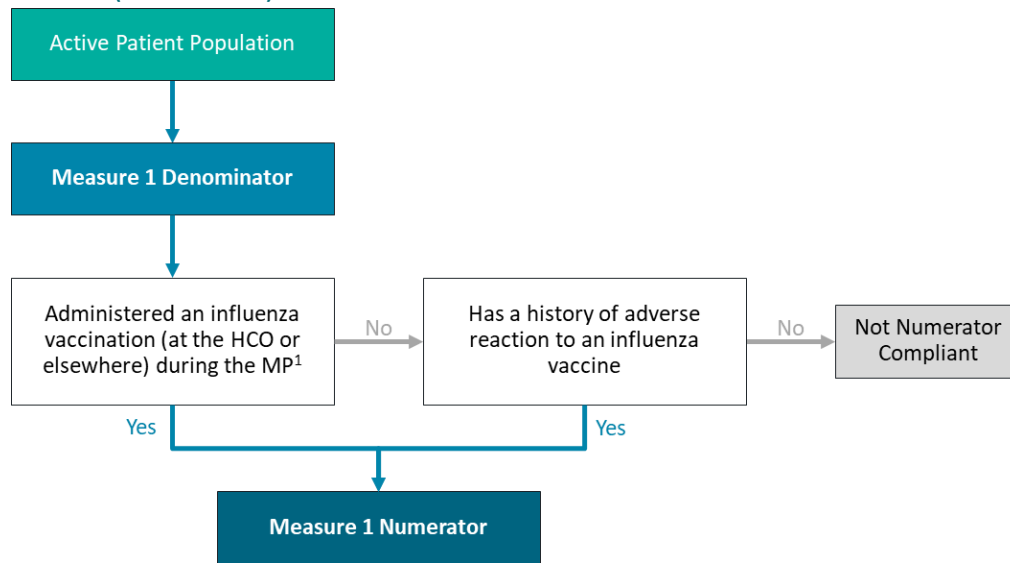 Active Patient Population
Measure 1 Denominator
Administered an influenza
vaccination (at the HCO or
elsewhere) during the MP¹
No
Has a history of adverse
reaction to an influenza
vaccine
No
Not Numerator
Compliant
Yes
Yes
Measure 1 Numerator